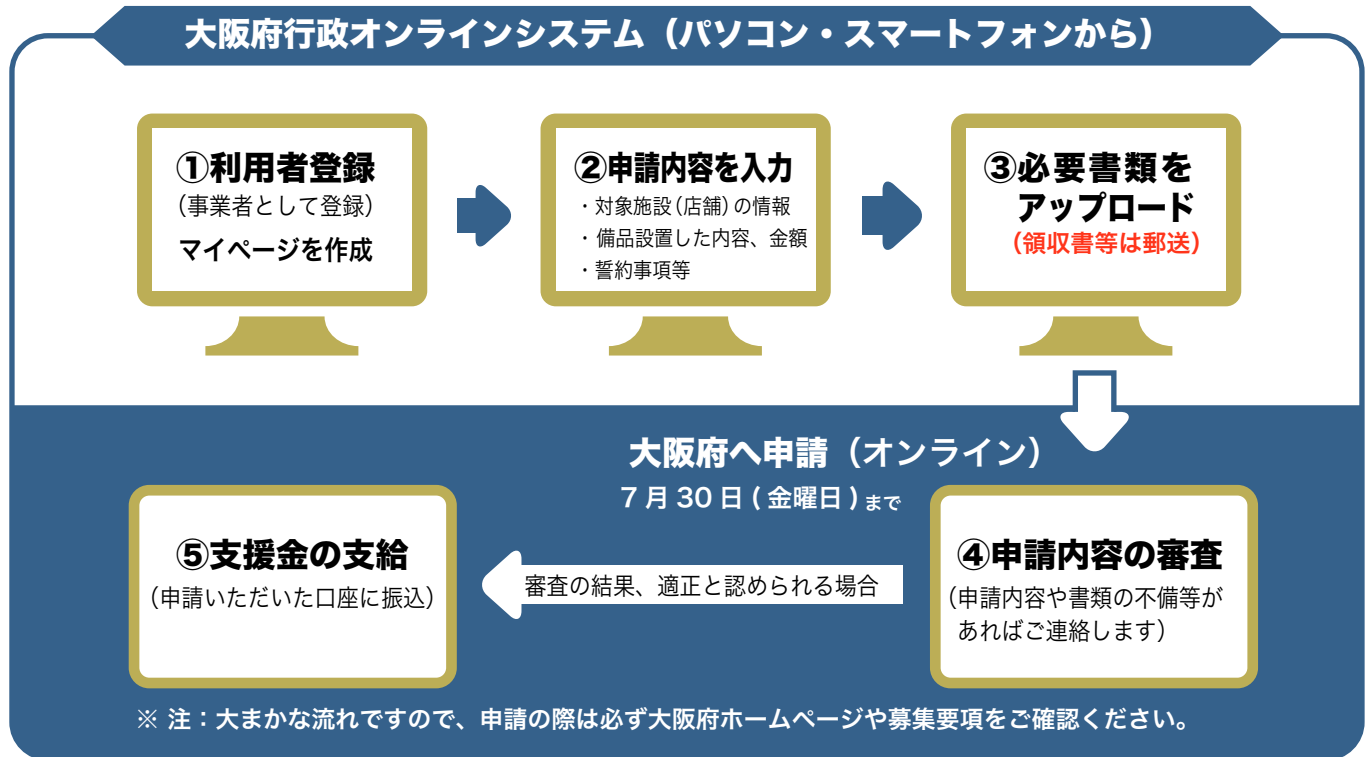 大阪府行政オンラインシステム（パソコン・スマートフォンから）
①利用者登録
（事業者として登録）
マイページを作成
②申請内容を入力
・対象施設（店舗）の情報
・備品設置した内容、金額
・誓約事項等
③必要書類を
アップロード
（領収書等は郵送）
大阪府へ申請（オンライン）
7月30日(金曜日)まで
④申請内容の審査
（申請内容や書類の不備等が
あればご連絡します）
審査の結果、適正と認められる場合
⑤支援金の支給
（申請いただいた口座に振込）
※ 注：大まかな流れですので、申請の際は必ず大阪府ホームページや募集要項をご確認ください。